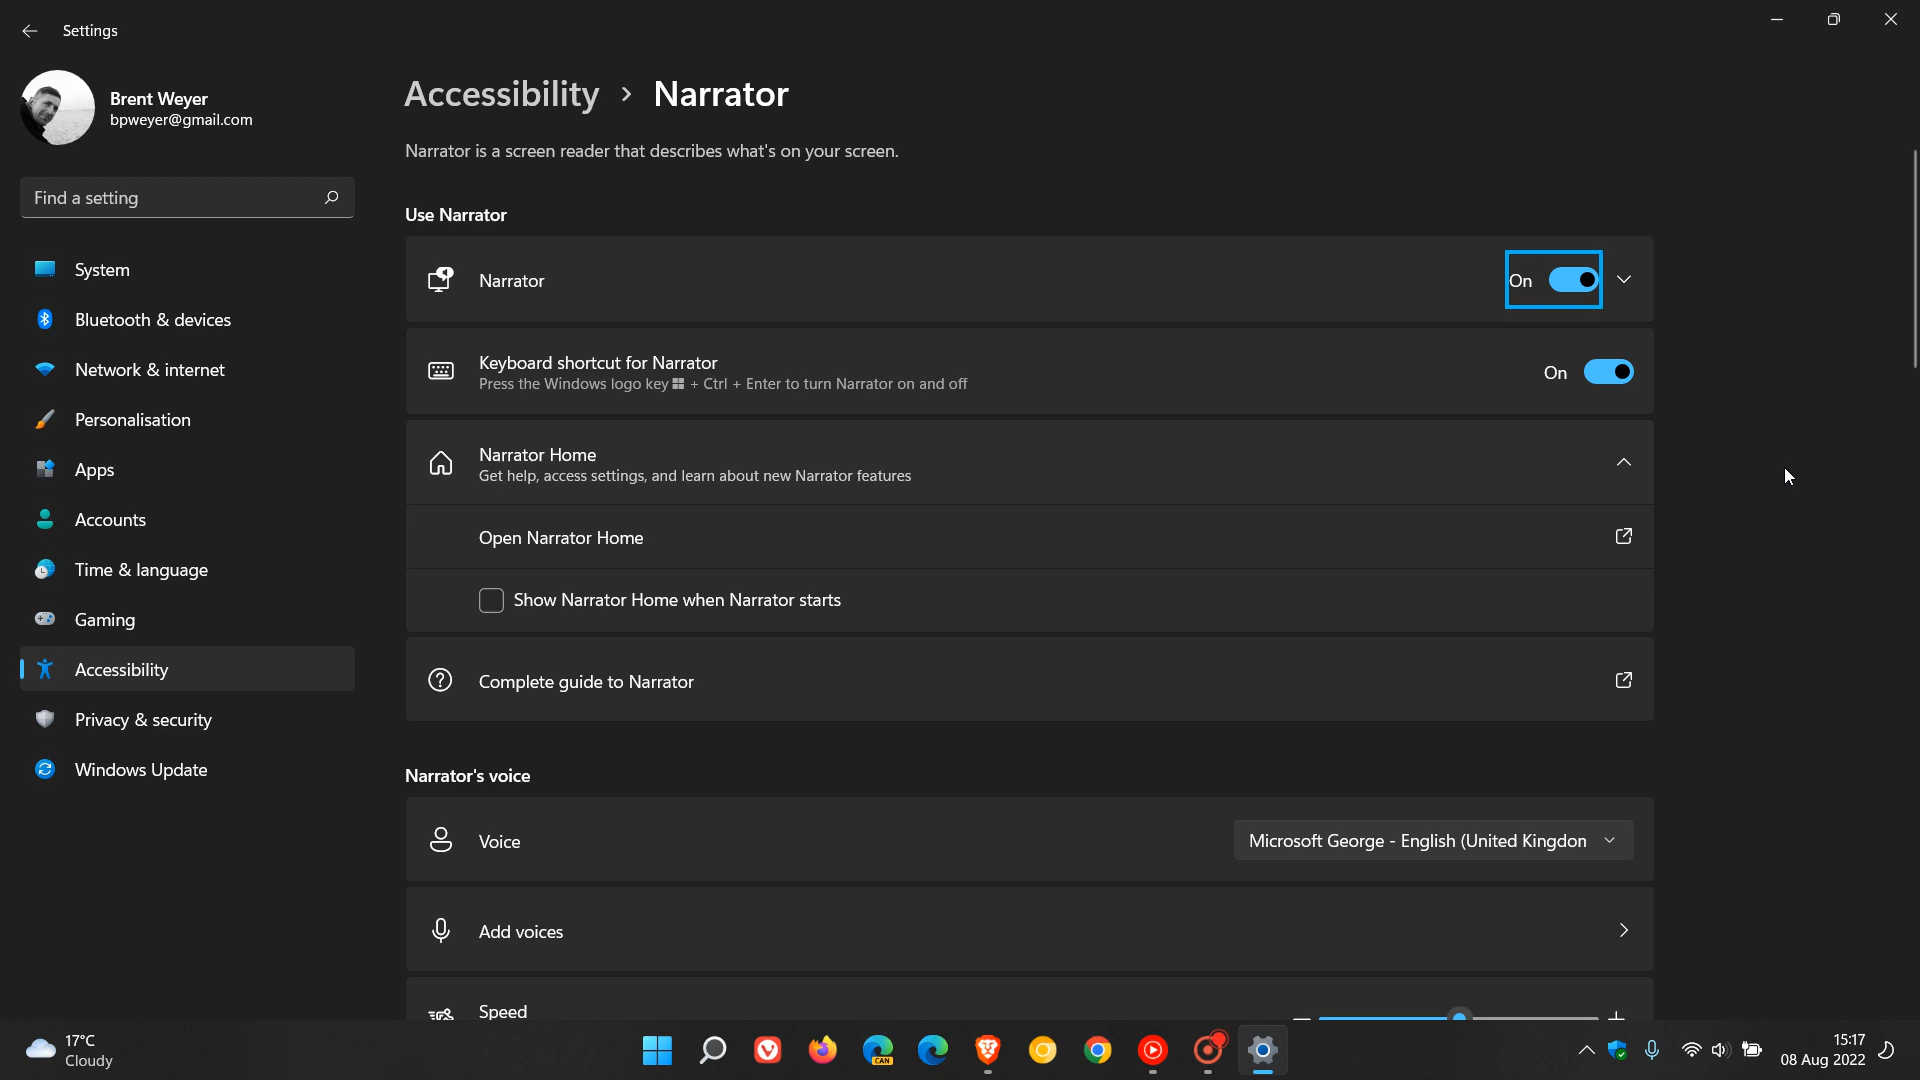 Settings
Brent Weyer
bpweyer@gmail.com
Find a setting
System
Bluetooth & devices
Network & internet
Personalisation
Apps
Accounts
Time & language
Gaming
Accessibility
Privacy & security
Windows Update
Accessibility > Narrator
Narrator is a screen reader that describes what's on your screen.
Use Narrator
Narrator
On
Keyboard shortcut for Narrator
Press the Windows logo key + Ctrl + Enter to turn Narrator on and off
On
Narrator Home
Get help, access settings, and learn about new Narrator features
Open Narrator Home
Show Narrator Home when Narrator starts
Complete guide to Narrator
Narrator's voice
Voice
Microsoft George - English (United Kingdon
Add voices
Speed
17°C
Cloudy
CAN
15:17
08 Aug 2022